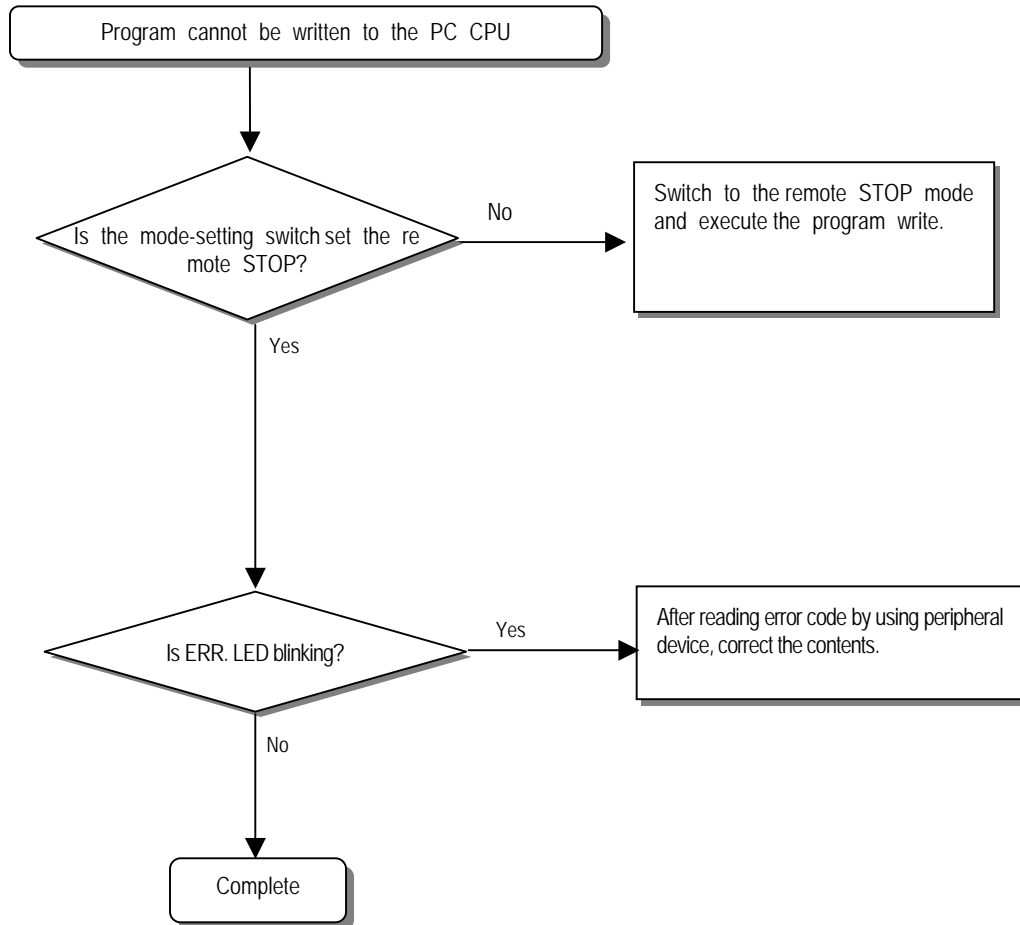 Program cannot be written to the PC CPU
Is the mode-setting switch set the re
mote STOP?
No
Switch to the remote STOP mode
and execute the program write.
Yes
Is ERR. LED blinking?
Yes
After reading error code by using peripheral
device, correct the contents.
No
Complete